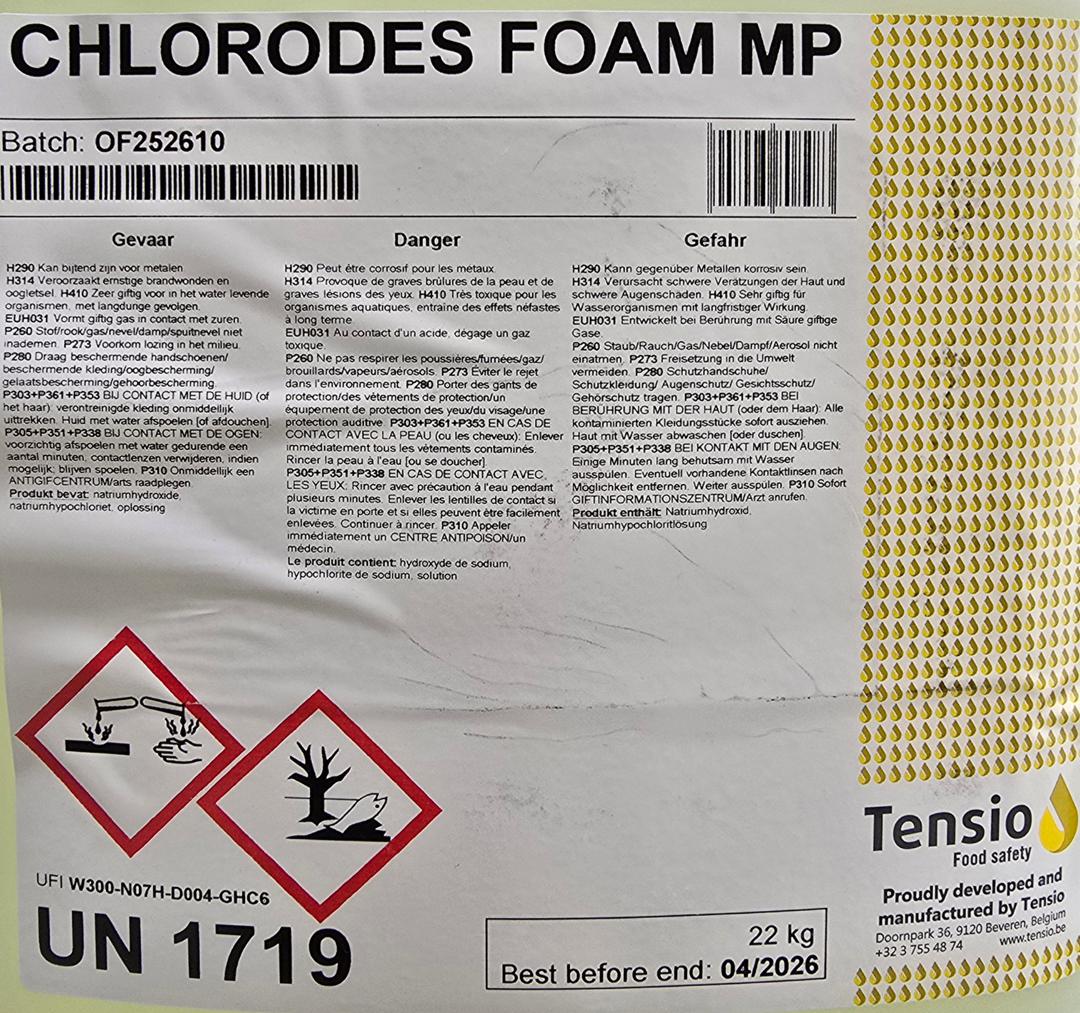 CHLORODES FOAM MP
Batch: OF252610
Gevaar
H290 Kan bijtend zijn voor metalen
H314 Veroorzaakt ernstige brandwonden en
oogletsel. H410 Zeer giftig voor in het water levende
organismen, met langdunge gevolgen.
EUH031 Vormt giftig gas in contact met zuren.
P260 Stof/rook/gas/nevel/damp/spuitnevel niet
inademen. P273 Voorkom lozing in het milieu.
P280 Draag beschermende handschoenen/
beschermende kleding/oogbescherming/
gelaatsbescherming/gehoorbescherming.
P303+P361+P353 BIJ CONTACT MET DE HUID (of
het haar): verontreinigde kleding onmiddellijk
uittrekken. Huid met water afspoelen [of afdouchen].
P305+P351+P338 BIJ CONTACT MET DE OGEN:
voorzichtig afspoelen met water gedurende een
aantal minuten, contactlenzen verwijderen, indien
mogelijk; blijven spoelen. P310 Onmiddellijk een
ANTIGIFCENTRUM/arts raadplegen.
Produkt bevat: natriumhydroxide,
natriumhypochloriet, oplossing
Danger
H290 Peut être corrosif pour les métaux.
H314 Provoque de graves brûlures de la peau et de
graves lésions des yeux. H410 Très toxique pour les
organismes aquatiques, entraîne des effets néfastes
à long terme.
EUH031 Au contact d'un acide, dégage un gaz
toxique.
P260 Ne pas respirer les poussières/fumées/gaz/
brouillards/vapeurs/aérosols. P273 Éviter le rejet
dans l'environnement. P280 Porter des gants de
protection/des vêtements de protection/un
équipement de protection des yeux/du visage/une
protection auditive. P303+P361+P353 EN CAS DE
CONTACT AVEC LA PEAU (ou les cheveux): Enlever
immédiatement tous les vêtements contaminés.
Rincer la peau à l'eau [ou se doucher].
P305+P351+P338 EN CAS DE CONTACT AVEC
LES YEUX: Rincer avec précaution à l'eau pendant
plusieurs minutes. Enlever les lentilles de contact si
la victime en porte et si elles peuvent être facilement
enlevées. Continuer à rincer. P310 Appeler
immédiatement un CENTRE ANTIPOISON/un
médecin.
Le produit contient: hydroxyde de sodium,
hypochlorite de sodium, solution
Gefahr
H290 Kann gegenüber Metallen korrosiv sein.
H314 Verursacht schwere Verätzungen der Haut und
schwere Augenschäden. H410 Sehr giftig für
Wasserorganismen mit langfristiger Wirkung.
EUH031 Entwickelt bei Berührung mit Säure giftige
Gase.
P260 Staub/Rauch/Gas/Nebel/Dampf/Aerosol nicht
einatmen. P273 Freisetzung in die Umwelt
vermeiden. P280 Schutzhandschuhe/
Schutzkleidung/ Augenschutz/ Gesichtsschutz/
Gehörschutz tragen. P303+P361+P353 BEI
BERÜHRUNG MIT DER HAUT (oder dem Haar): Alle
kontaminierten Kleidungsstücke sofort ausziehen.
Haut mit Wasser abwaschen [oder duschen].
P305+P351+P338 BEI KONTAKT MIT DEN AUGEN:
Einige Minuten lang behutsam mit Wasser
ausspülen. Eventuell vorhandene Kontaktlinsen nach
Möglichkeit entfernen. Weiter ausspülen. P310 Sofort
GIFTINFORMATIONSZENTRUM/Arzt anrufen.
Produkt enthält: Natriumhydroxid,
Natriumhypochloritlösung
UFI W300-N07H-D004-GHC6
UN 1719
22 kg
Best before end: 04/2026
Tensio
Food safety
Proudly developed and
manufactured by Tensio
Doornpark 36, 9120 Beveren, Belgium
+32 3 755 48 74 www.tensio.be